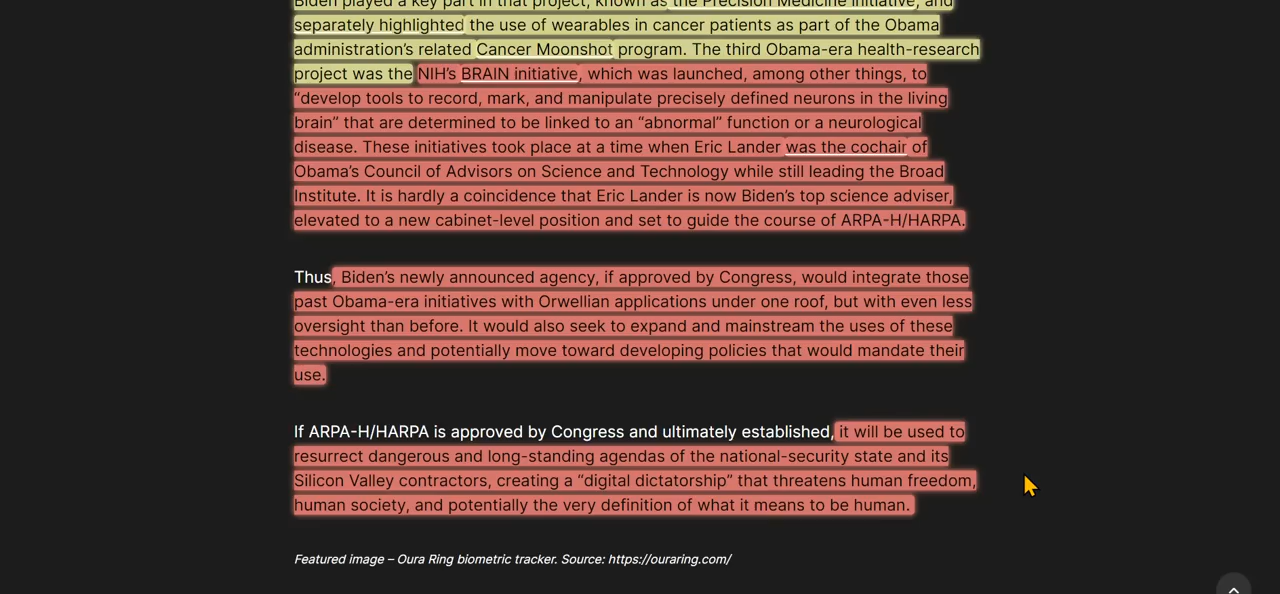 Biden played a key part in that project, known as the Precision Medicine Initiative, and
separately highlighted the use of wearables in cancer patients as part of the Obama
administration’s related Cancer Moonshot program. The third Obama-era health-research
project was the NIH’s BRAIN initiative, which was launched, among other things, to
“develop tools to record, mark, and manipulate precisely defined neurons in the living
brain” that are determined to be linked to an “abnormal” function or a neurological
disease. These initiatives took place at a time when Eric Lander was the cochair of
Obama’s Council of Advisors on Science and Technology while still leading the Broad
Institute. It is hardly a coincidence that Eric Lander is now Biden’s top science adviser,
elevated to a new cabinet-level position and set to guide the course of ARPA-H/HARPA.
Thus, Biden’s newly announced agency, if approved by Congress, would integrate those
past Obama-era initiatives with Orwellian applications under one roof, but with even less
oversight than before. It would also seek to expand and mainstream the uses of these
technologies and potentially move toward developing policies that would mandate their
use.
If ARPA-H/HARPA is approved by Congress and ultimately established, it will be used to
resurrect dangerous and long-standing agendas of the national-security state and its
Silicon Valley contractors, creating a “digital dictatorship” that threatens human freedom,
human society, and potentially the very definition of what it means to be human.
Featured image – Oura Ring biometric tracker. Source: https://ouraring.com/